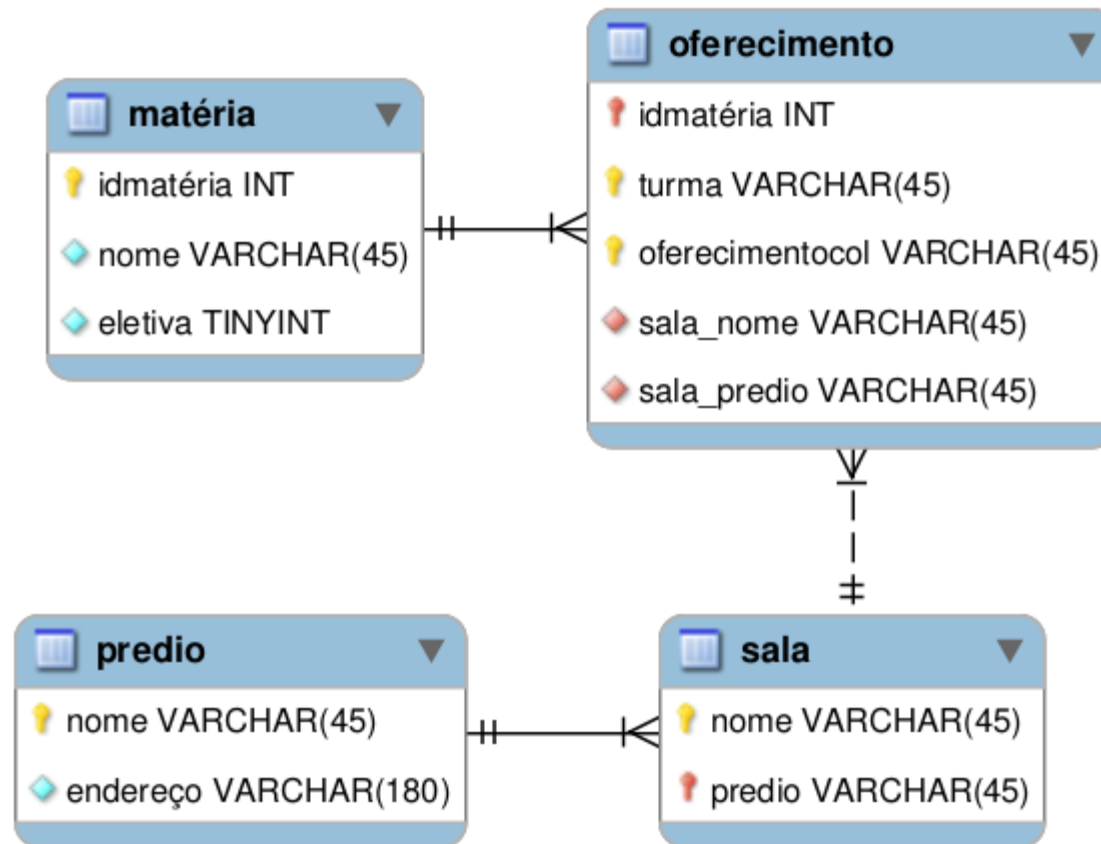 matéria
idmatéria INT
nome VARCHAR(45)
eletiva TINYINT
oferecimento
idmatéria INT
turma VARCHAR(45)
oferecimentocol VARCHAR(45)
sala_nome VARCHAR(45)
sala_predio VARCHAR(45)
predio
nome VARCHAR(45)
endereço VARCHAR(180)
sala
nome VARCHAR(45)
predio VARCHAR(45)